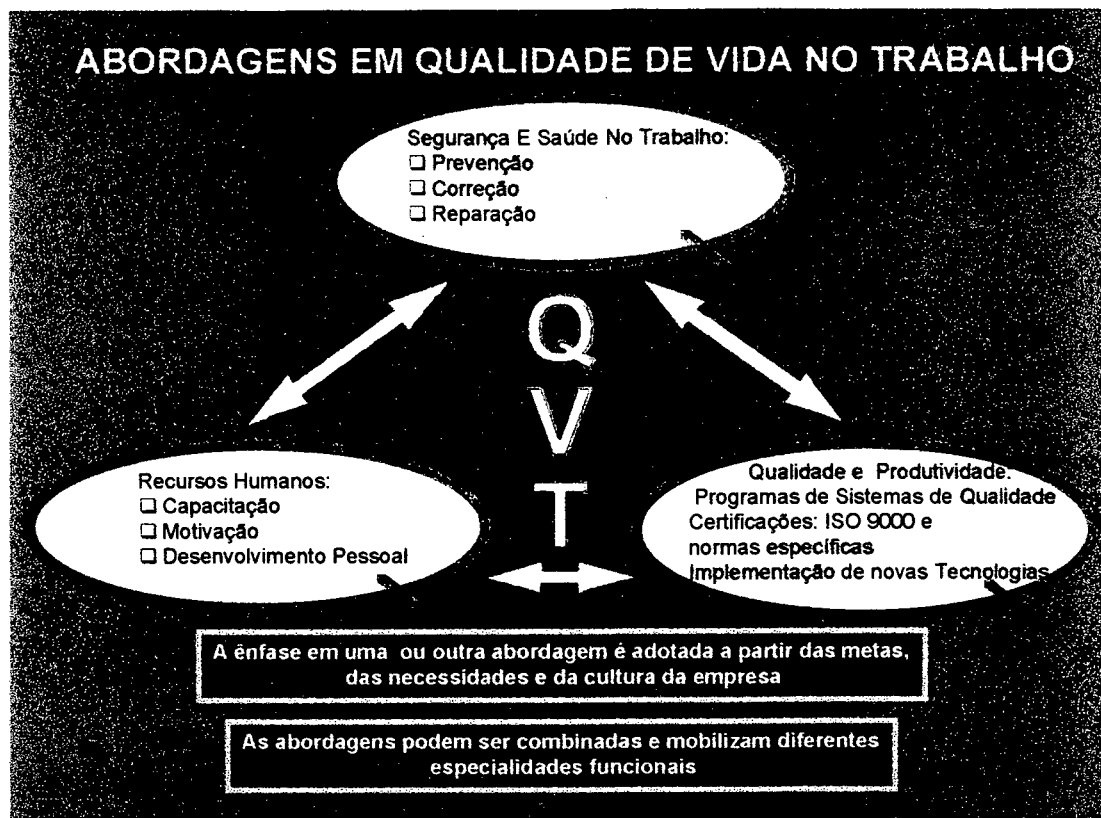 ABORDAGENS EM QUALIDADE DE VIDA NO TRABALHO
Segurança E Saúde No Trabalho:
❑ Prevenção
❑ Correção
❑ Reparação
Q
V
T
Recursos Humanos:
❑ Capacitação
❑ Motivação
❑ Desenvolvimento Pessoal
Qualidade e Produtividade:
Programas de Sistemas de Qualidade
Certificações: ISO 9000 e
normas específicas
Implementação de novas Tecnologias
A ênfase em uma ou outra abordagem é adotada a partir das metas,
das necessidades e da cultura da empresa
As abordagens podem ser combinadas e mobilizam diferentes
especialidades funcionais